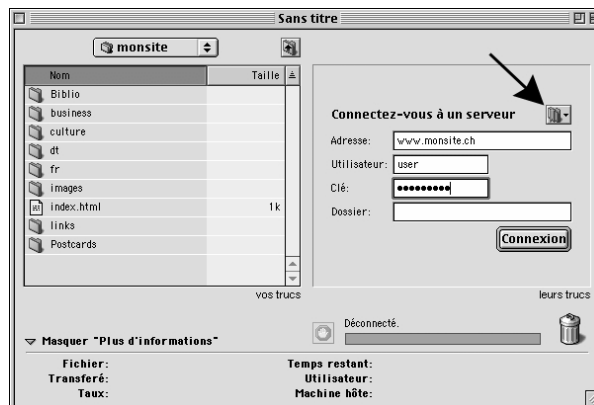 Sans titre
monsite
Nom Taille
Biblio
business
culture
dt
fr
images
index.html 1k
links
Postcards
vos trucs
Connectez-vous à un serveur
Adresse: www.monsite.ch
Utilisateur: user
Clé: •••••••••
Dossier:
Connexion
leurs trucs
Déconnecté.
Masquer "Plus d'informations"
Fichier:
Transferé:
Taux:
Temps restant:
Utilisateur:
Machine hôte: